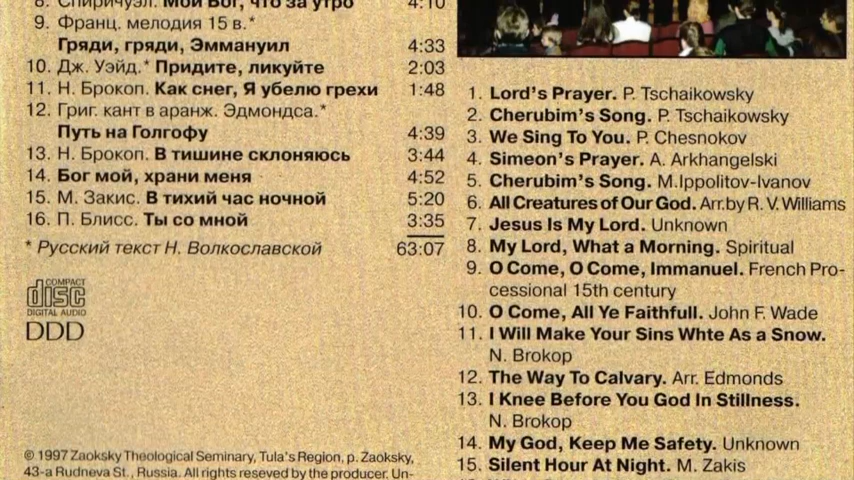 8. Спиричуэл. Мой Бог, что за утро 4:10
9. Франц. мелодия 15 в.*
Гряди, гряди, Эммануил 4:33
10. Дж. Уэйд.* Придите, ликуйте 2:03
11. Н. Брокоп. Как снег, Я убелю грехи 1:48
12. Григ. кант в аранж. Эдмондса.*
Путь на Голгофу 4:39
13. Н. Брокоп. В тишине склоняюсь 3:44
14. Бог мой, храни меня 4:52
15. М. Закис. В тихий час ночной 5:20
16. П. Блисс. Ты со мной 3:35
* Русский текст Н. Волкославской 63:07
COMPACT
disc
DIGITAL AUDIO
DDD
© 1997 Zaoksky Theological Seminary, Tula's Region, p. Zaoksky,
43-a Rudneva St., Russia. All rights reseved by the producer. Un-
1. Lord's Prayer. P. Tschaikowsky
2. Cherubim's Song. P. Tschaikowsky
3. We Sing To You. P. Chesnokov
4. Simeon's Prayer. A. Arkhangelski
5. Cherubim's Song. M.Ippolitov-Ivanov
6. All Creatures of Our God. Arr.by R. V. Williams
7. Jesus Is My Lord. Unknown
8. My Lord, What a Morning. Spiritual
9. O Come, O Come, Immanuel. French Pro-
cessional 15th century
10. O Come, All Ye Faithfull. John F. Wade
11. I Will Make Your Sins Whte As a Snow.
N. Brokop
12. The Way To Calvary. Arr. Edmonds
13. I Knee Before You God In Stillness.
N. Brokop
14. My God, Keep Me Safety. Unknown
15. Silent Hour At Night. M. Zakis